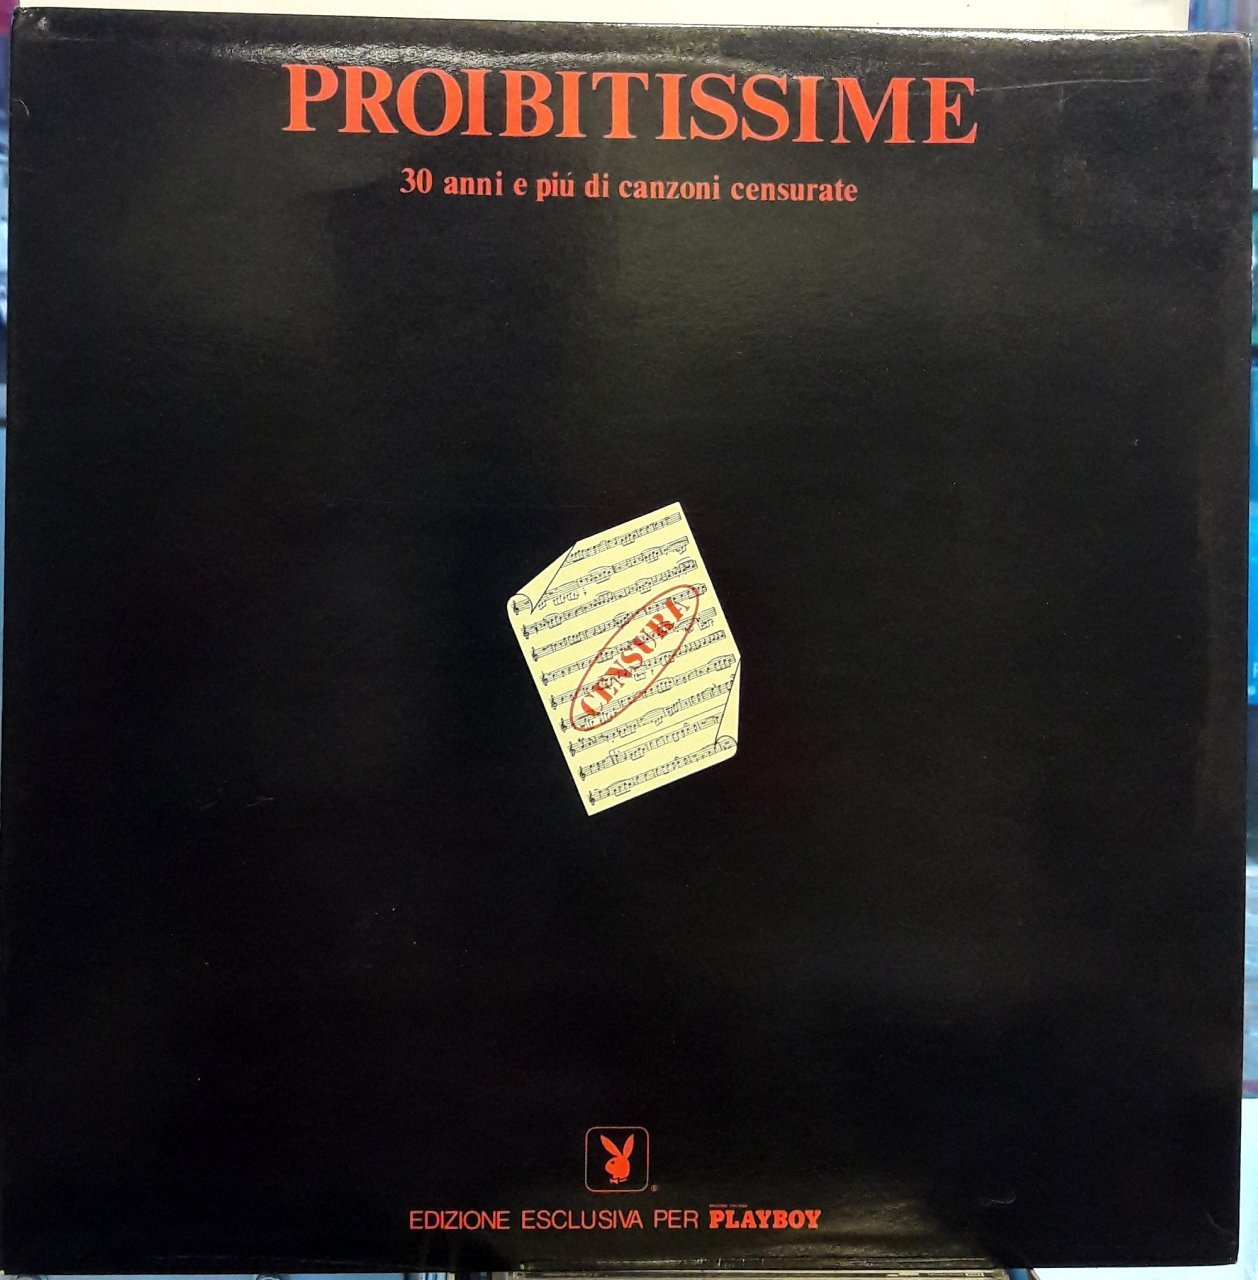 PROIBITISSIME
30 anni e piú di canzoni censurate
CENSURA
EDIZIONE ESCLUSIVA PER PLAYBOY